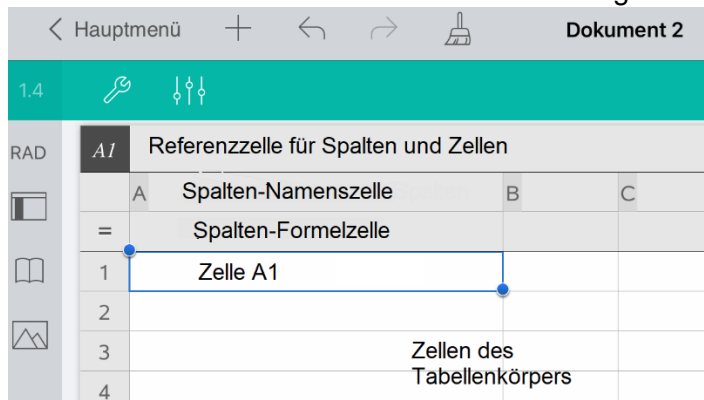 Hauptmenü Dokument 2
1.4
RAD A1 Referenzzelle für Spalten und Zellen
A Spalten-Namenszelle B C
= Spalten-Formelzelle
1 Zelle A1
2
3 Zellen des
Tabellenkörpers
4